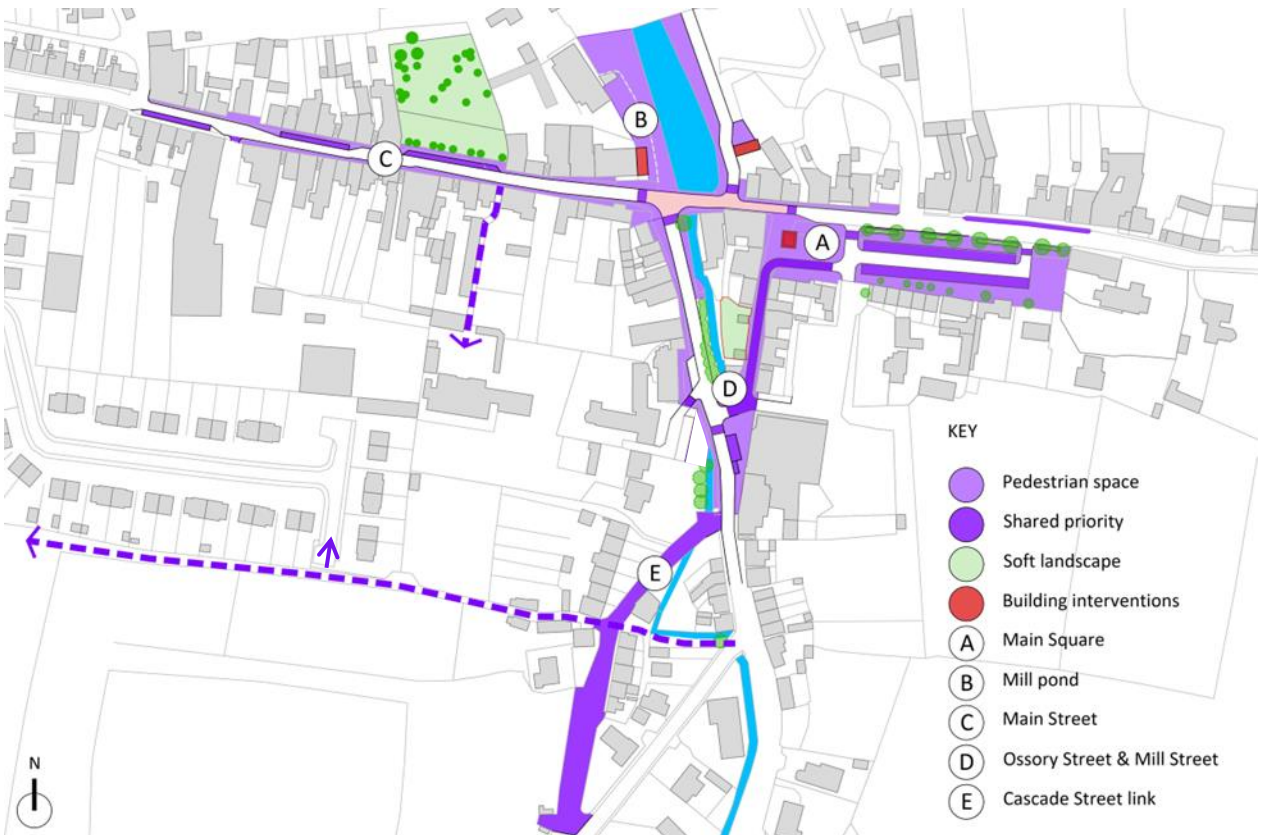 B
C
A
D
E
KEY
Pedestrian space
Shared priority
Soft landscape
Building interventions
A Main Square
B Mill pond
C Main Street
D Ossory Street & Mill Street
E Cascade Street link
N